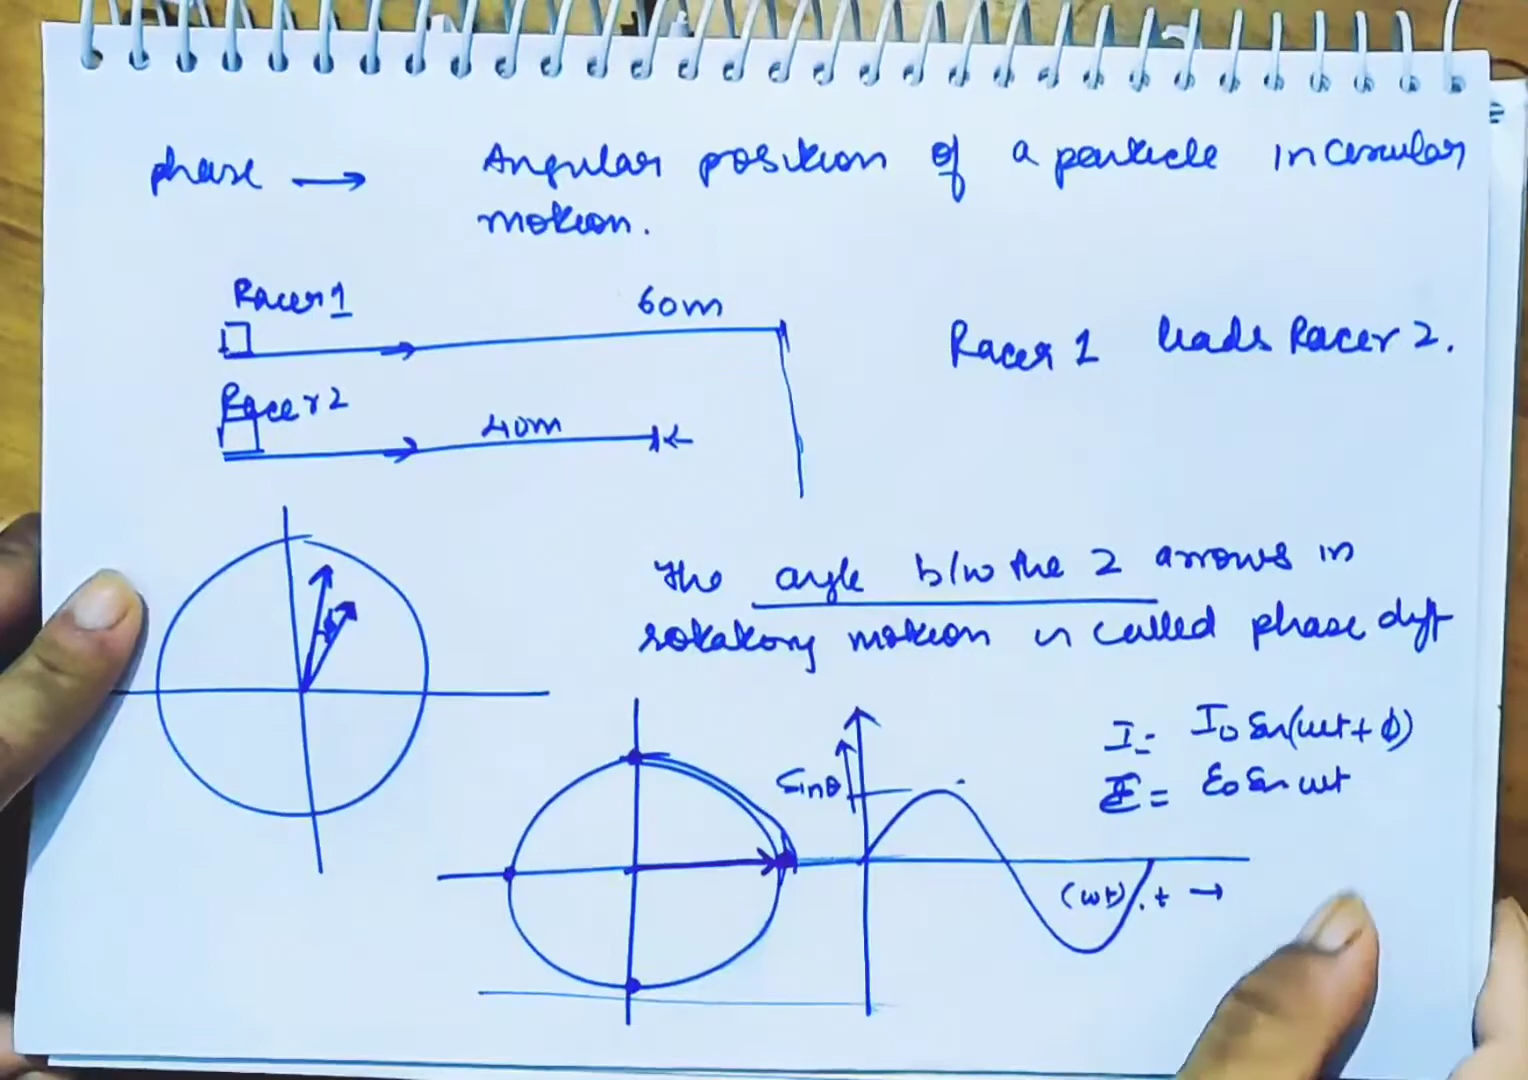 phase → Angular position of a particle in circular
motion.
Racer 1
60m
Racer 1 leads Racer 2.
Racer 2
40m
The angle b/w the 2 arrows in
rotatory motion is called phase diff
ϕ
I = I₀ Sin(ωt + ϕ)
E = E₀ Sin ωt
Sinθ
(ωt), t →